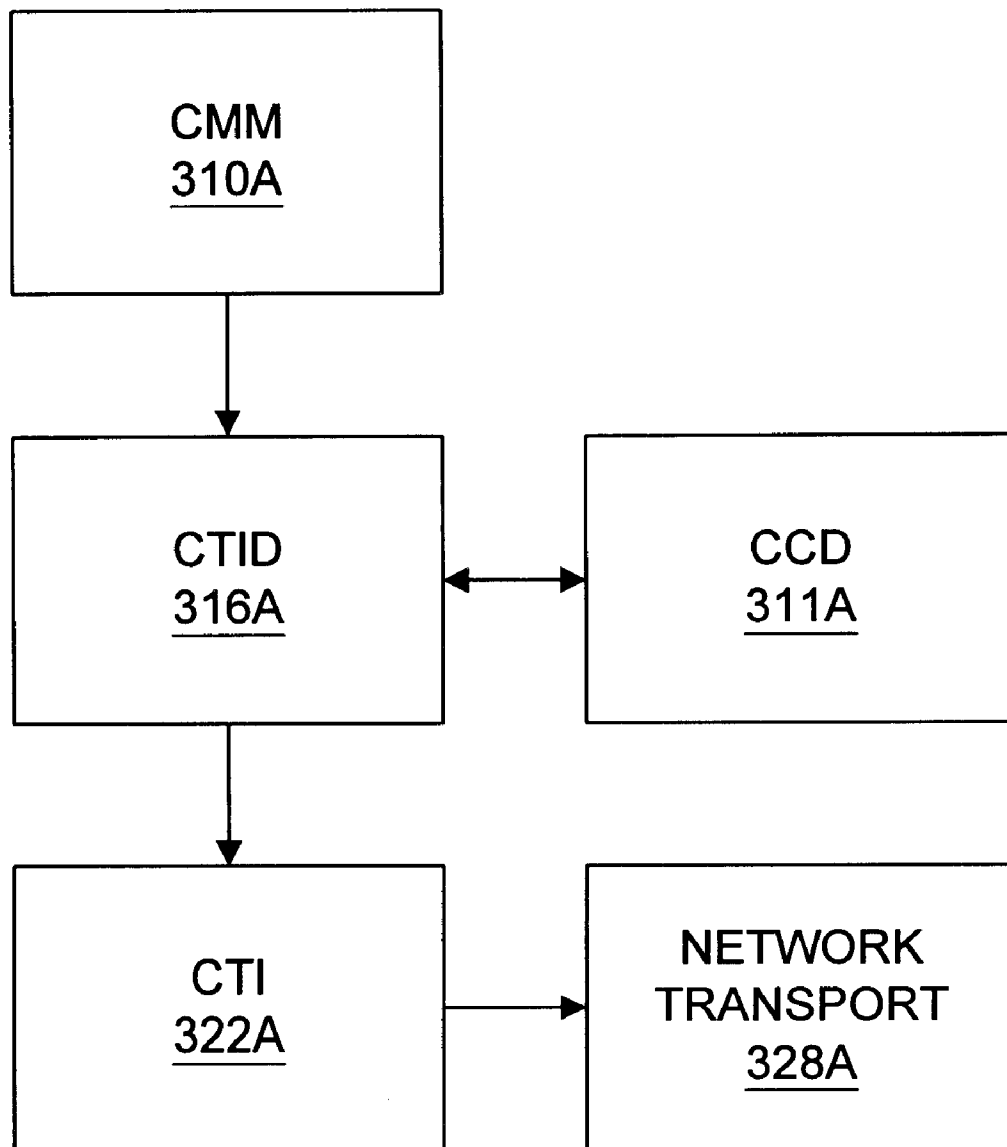 CMM
310A
CTID
316A
CCD
311A
CTI
322A
NETWORK
TRANSPORT
328A